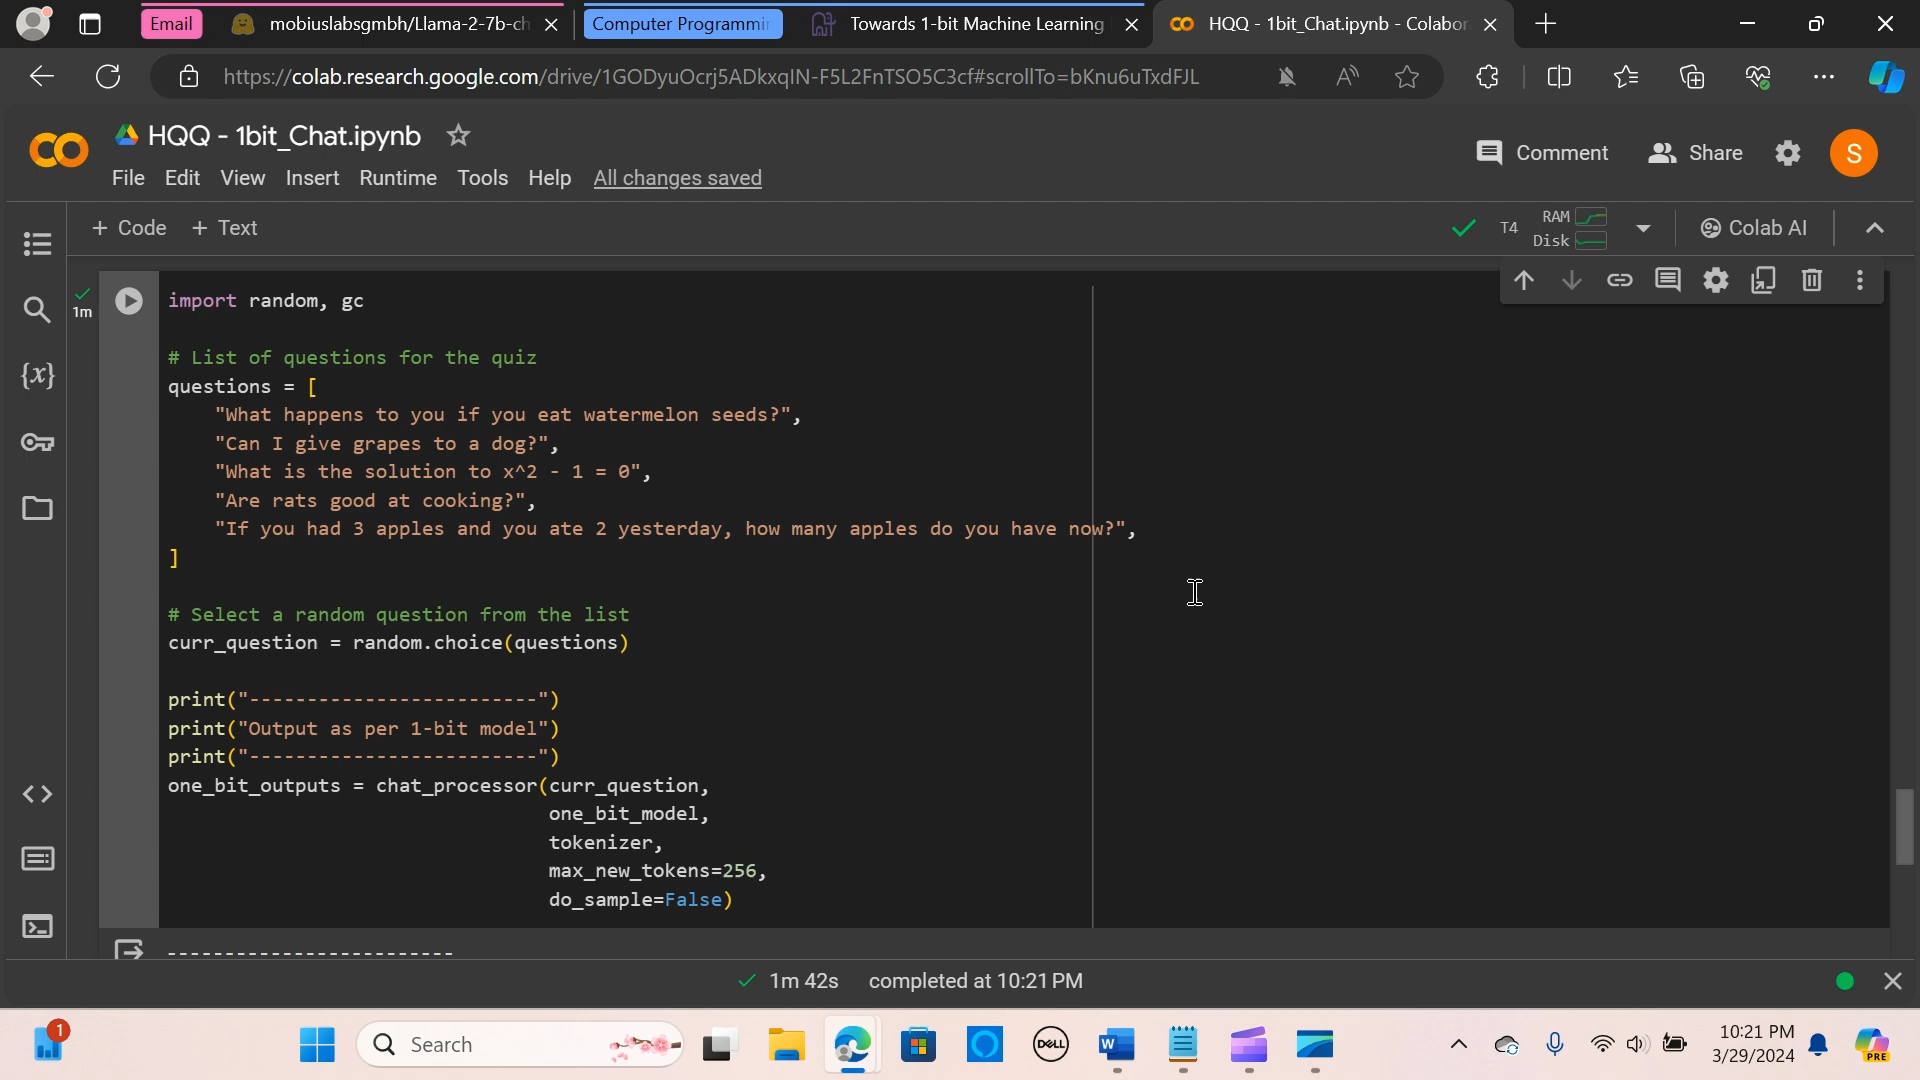 Email
mobiuslabsgmbh/Llama-2-7b-ch
Computer Programmin
Towards 1-bit Machine Learning
HQQ - 1bit_Chat.ipynb - Colabor
https://colab.research.google.com/drive/1GODyuOcrj5ADkxqIN-F5L2FnTSO5C3cf#scrollTo=bKnu6uTxdFJL
HQQ - 1bit_Chat.ipynb
Comment
Share
S
File Edit View Insert Runtime Tools Help All changes saved
+ Code + Text
T4
RAM
Disk
Colab AI
1m
import random, gc
# List of questions for the quiz
questions = [
"What happens to you if you eat watermelon seeds?",
"Can I give grapes to a dog?",
"What is the solution to x^2 - 1 = 0",
"Are rats good at cooking?",
"If you had 3 apples and you ate 2 yesterday, how many apples do you have now?",
]
# Select a random question from the list
curr_question = random.choice(questions)
print("-------------------------")
print("Output as per 1-bit model")
print("-------------------------")
one_bit_outputs = chat_processor(curr_question,
one_bit_model,
tokenizer,
max_new_tokens=256,
do_sample=False)
-------------------------
1m 42s completed at 10:21 PM
1
Search
DELL
10:21 PM
3/29/2024
PRE